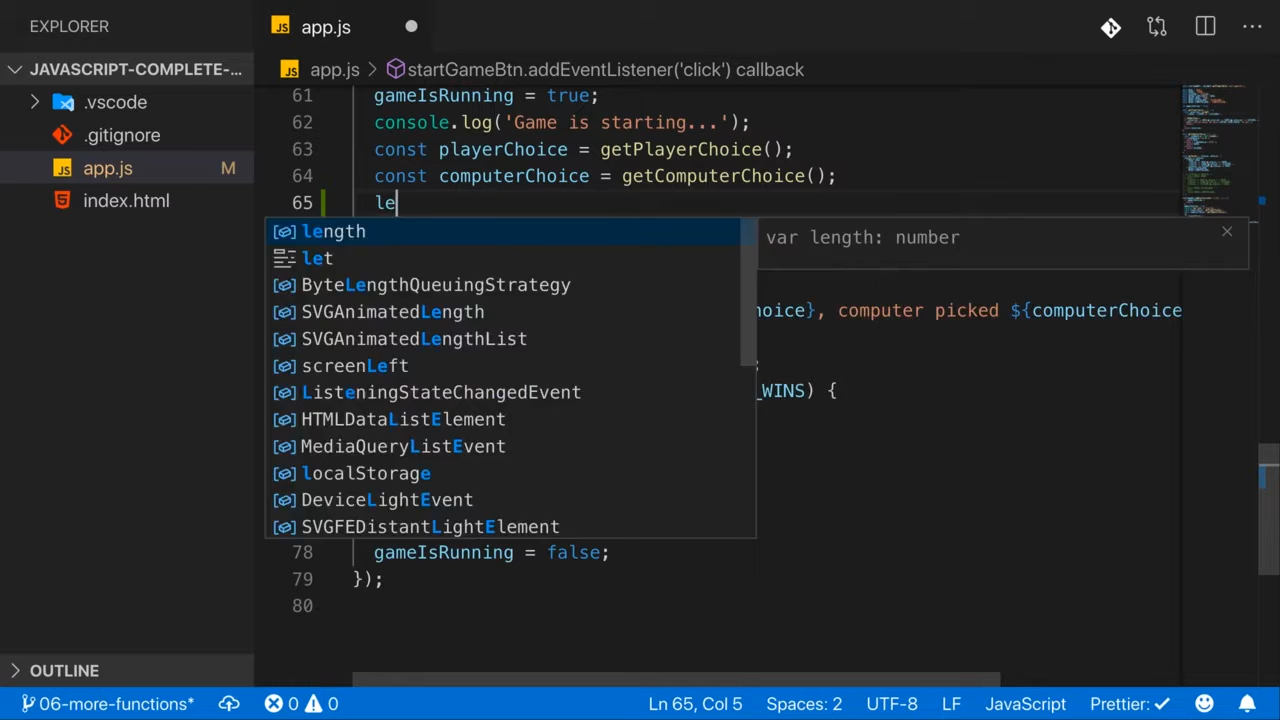 EXPLORER
JS app.js
JAVASCRIPT-COMPLETE-...
JS app.js > startGameBtn.addEventListener('click') callback
.vscode
.gitignore
JS app.js M
index.html
61 gameIsRunning = true;
62 console.log('Game is starting...');
63 const playerChoice = getPlayerChoice();
64 const computerChoice = getComputerChoice();
65 le
length
var length: number
let
ByteLengthQueuingStrategy
SVGAnimatedLength
hoice}, computer picked ${computerChoice
SVGAnimatedLengthList
screenLeft
;
ListeningStateChangedEvent
_WINS) {
HTMLDataListElement
MediaQueryListEvent
localStorage
DeviceLightEvent
SVGFEDistantLightElement
78 gameIsRunning = false;
79 });
80
OUTLINE
06-more-functions* 0 0 Ln 65, Col 5 Spaces: 2 UTF-8 LF JavaScript Prettier: ✓